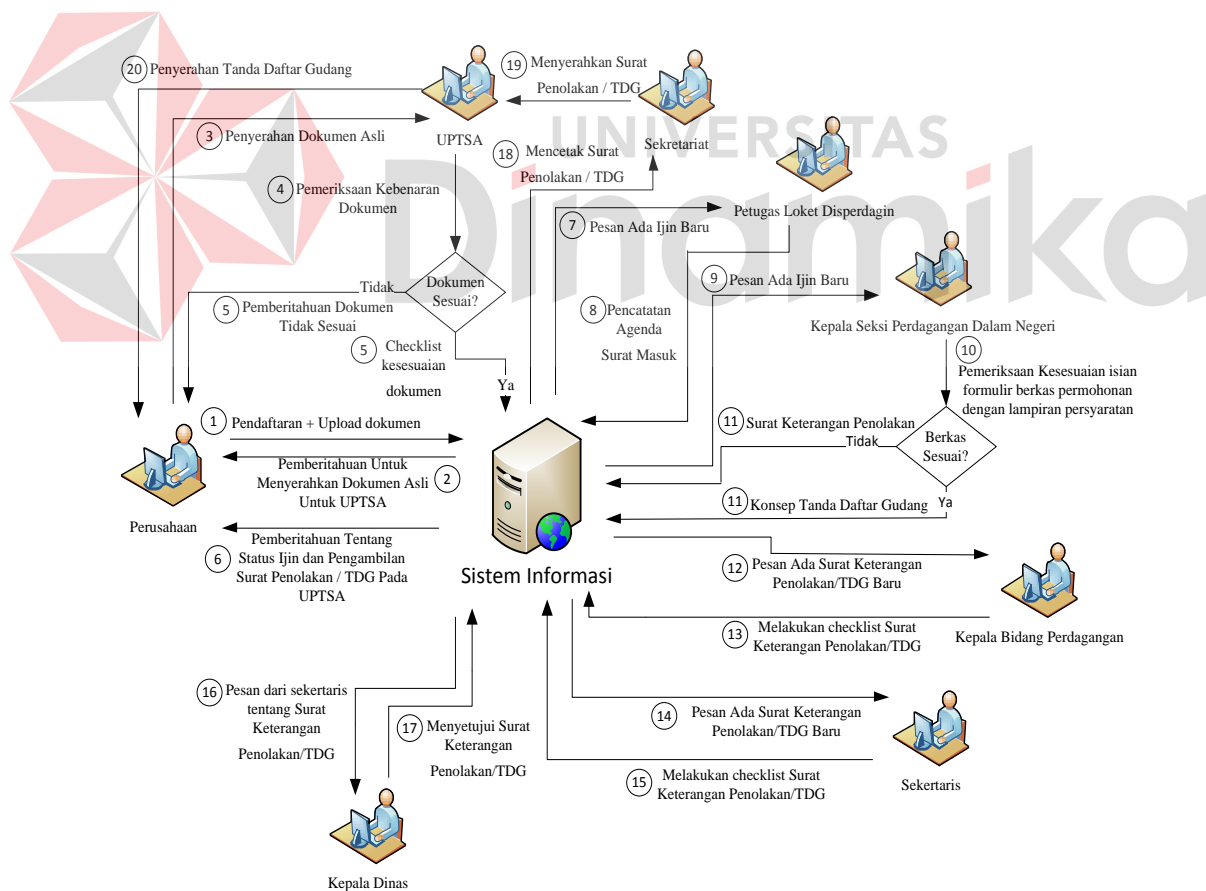 20 Penyerahan Tanda Daftar Gudang
19 Menyerahkan Surat
Penolakan / TDG
3 Penyerahan Dokumen Asli
UPTSA
Sekretariat
UNIVERSITAS
Dinamika
18 Mencetak Surat
Penolakan / TDG
4 Pemeriksaan Kebenaran
Dokumen
7 Pesan Ada Ijin Baru
Petugas Loket Disperdagin
Tidak
Dokumen
Sesuai?
5 Pemberitahuan Dokumen
Tidak Sesuai
5 Checklist
kesesuaian
dokumen
Ya
8 Pencatatan
Agenda
Surat Masuk
9 Pesan Ada Ijin Baru
Kepala Seksi Perdagangan Dalam Negeri
10
Pemeriksaan Kesesuaian isian
formulir berkas permohonan
dengan lampiran persyaratan
1 Pendaftaran + Upload dokumen
11 Surat Keterangan Penolakan
Tidak
Berkas
Sesuai?
Pemberitahuan Untuk
Menyerahkan Dokumen Asli
Untuk UPTSA
2
Perusahaan
11 Konsep Tanda Daftar Gudang
Ya
Pemberitahuan Tentang
6 Status Ijin dan Pengambilan
Surat Penolakan / TDG Pada
UPTSA
Sistem Informasi
12 Pesan Ada Surat Keterangan
Penolakan/TDG Baru
13 Melakukan checklist Surat
Keterangan Penolakan/TDG
Kepala Bidang Perdagangan
16 Pesan dari sekertaris
tentang Surat
Keterangan
Penolakan/TDG
17 Menyetujui Surat
Keterangan
Penolakan/TDG
14 Pesan Ada Surat Keterangan
Penolakan/TDG Baru
15 Melakukan checklist Surat
Keterangan Penolakan/TDG
Sekertaris
Kepala Dinas